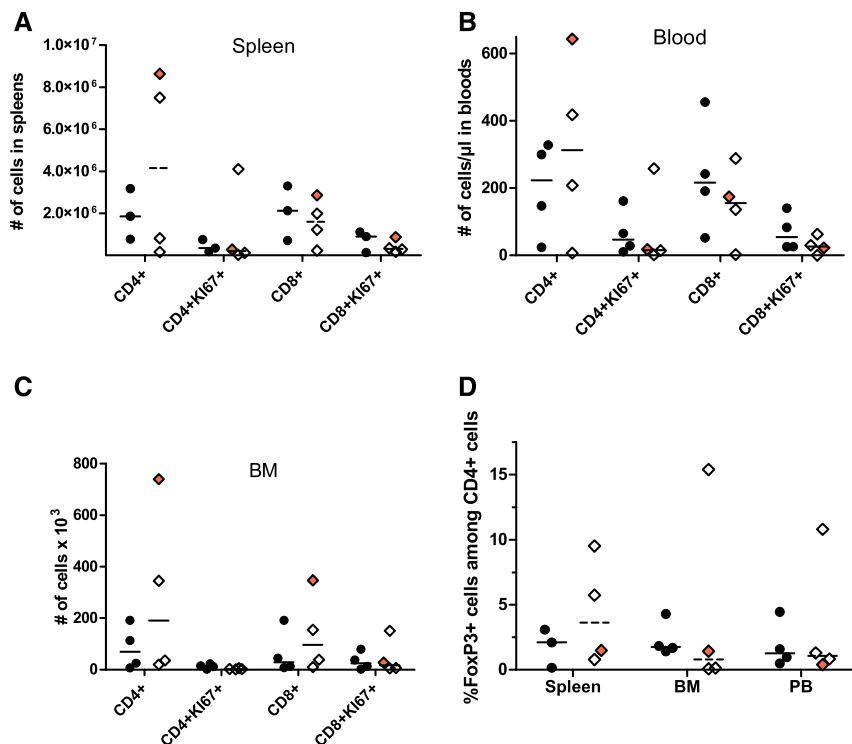 A
Spleen
# of cells in spleens
1.0×10⁷
8.0×10⁶
6.0×10⁶
4.0×10⁶
2.0×10⁶
CD4+
CD4+KI67+
CD8+
CD8+KI67+
B
Blood
# of cells/µl in bloods
600
400
200
0
CD4+
CD4+KI67+
CD8+
CD8+KI67+
C
BM
# of cells x 10³
800
600
400
200
0
CD4+
CD4+KI67+
CD8+
CD8+KI67+
D
%FoxP3+ cells among CD4+ cells
15
10
5
0
Spleen
BM
PB